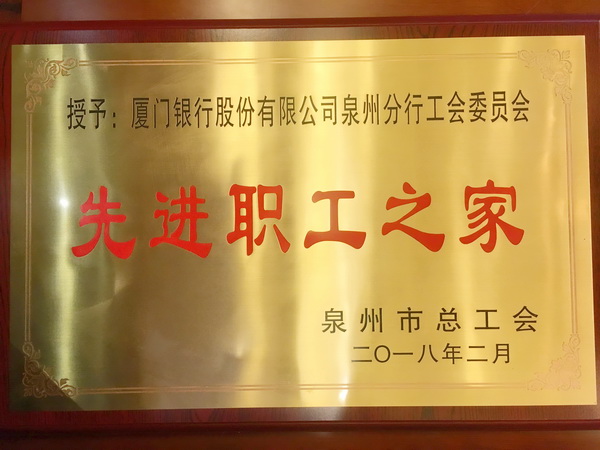 授予：厦门银行股份有限公司泉州分行工会委员会
先进职工之家
泉州市总工会
二〇一八年二月